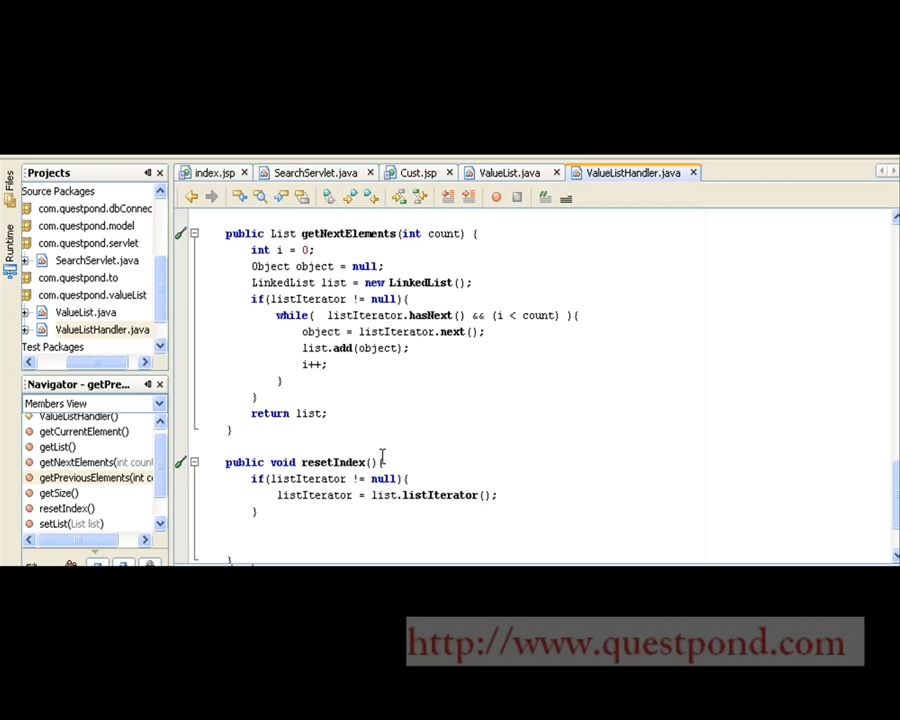 Files
Runtime
Projects
Source Packages
com.questpond.dbConnec
com.questpond.model
com.questpond.servlet
SearchServlet.java
com.questpond.to
com.questpond.valueList
ValueList.java
ValueListHandler.java
Test Packages
Navigator - getPre...
Members View
ValueListHandler()
getCurrentElement()
getList()
getNextElements(int count
getPreviousElements(int cc
getSize()
resetIndex()
setList(List list)
index.jsp
SearchServlet.java
Cust.jsp
ValueList.java
ValueListHandler.java
public List getNextElements(int count) {
int i = 0;
Object object = null;
LinkedList list = new LinkedList();
if(listIterator != null){
while(  listIterator.hasNext() && (i < count) ){
object = listIterator.next();
list.add(object);
i++;
}
}
return list;
}
public void resetIndex(){
if(listIterator != null){
listIterator = list.listIterator();
}
}
http://www.questpond.com